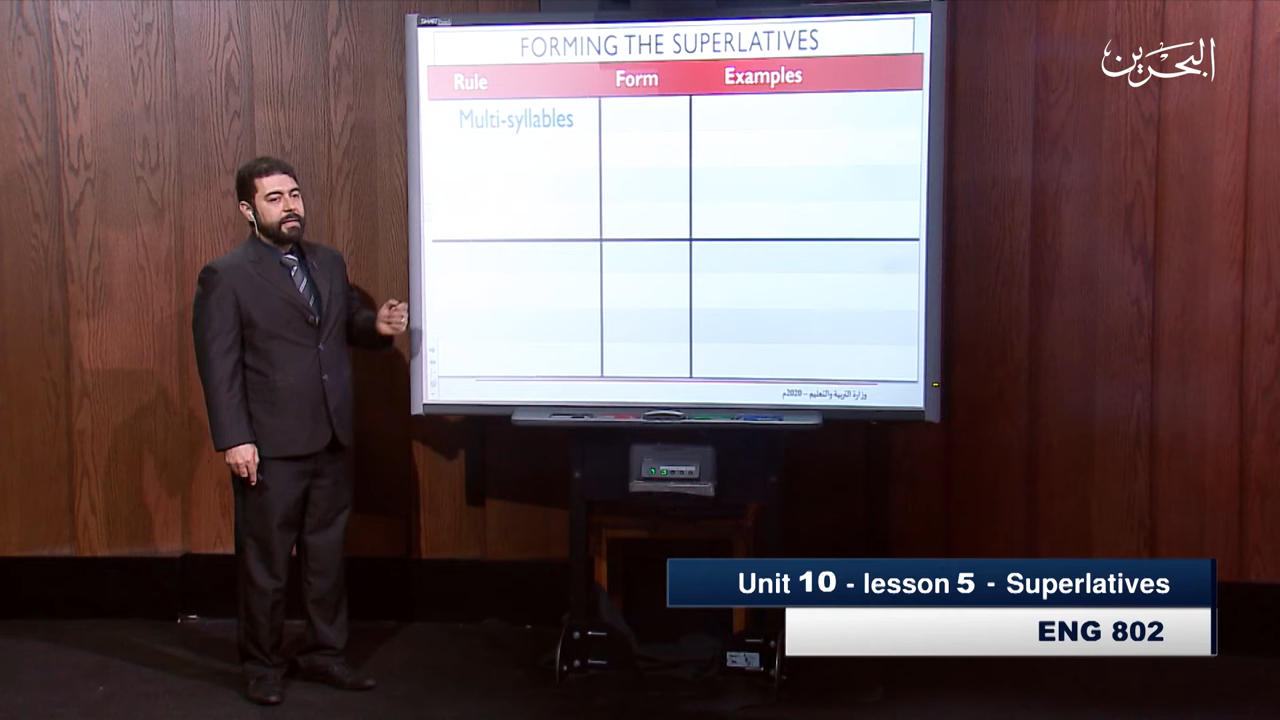 SMART
البحرين
FORMING THE SUPERLATIVES
Rule Form Examples
Multi-syllables
وزارة التربية والتعليم – 2020م
Unit 10 - lesson 5 - Superlatives
ENG 802